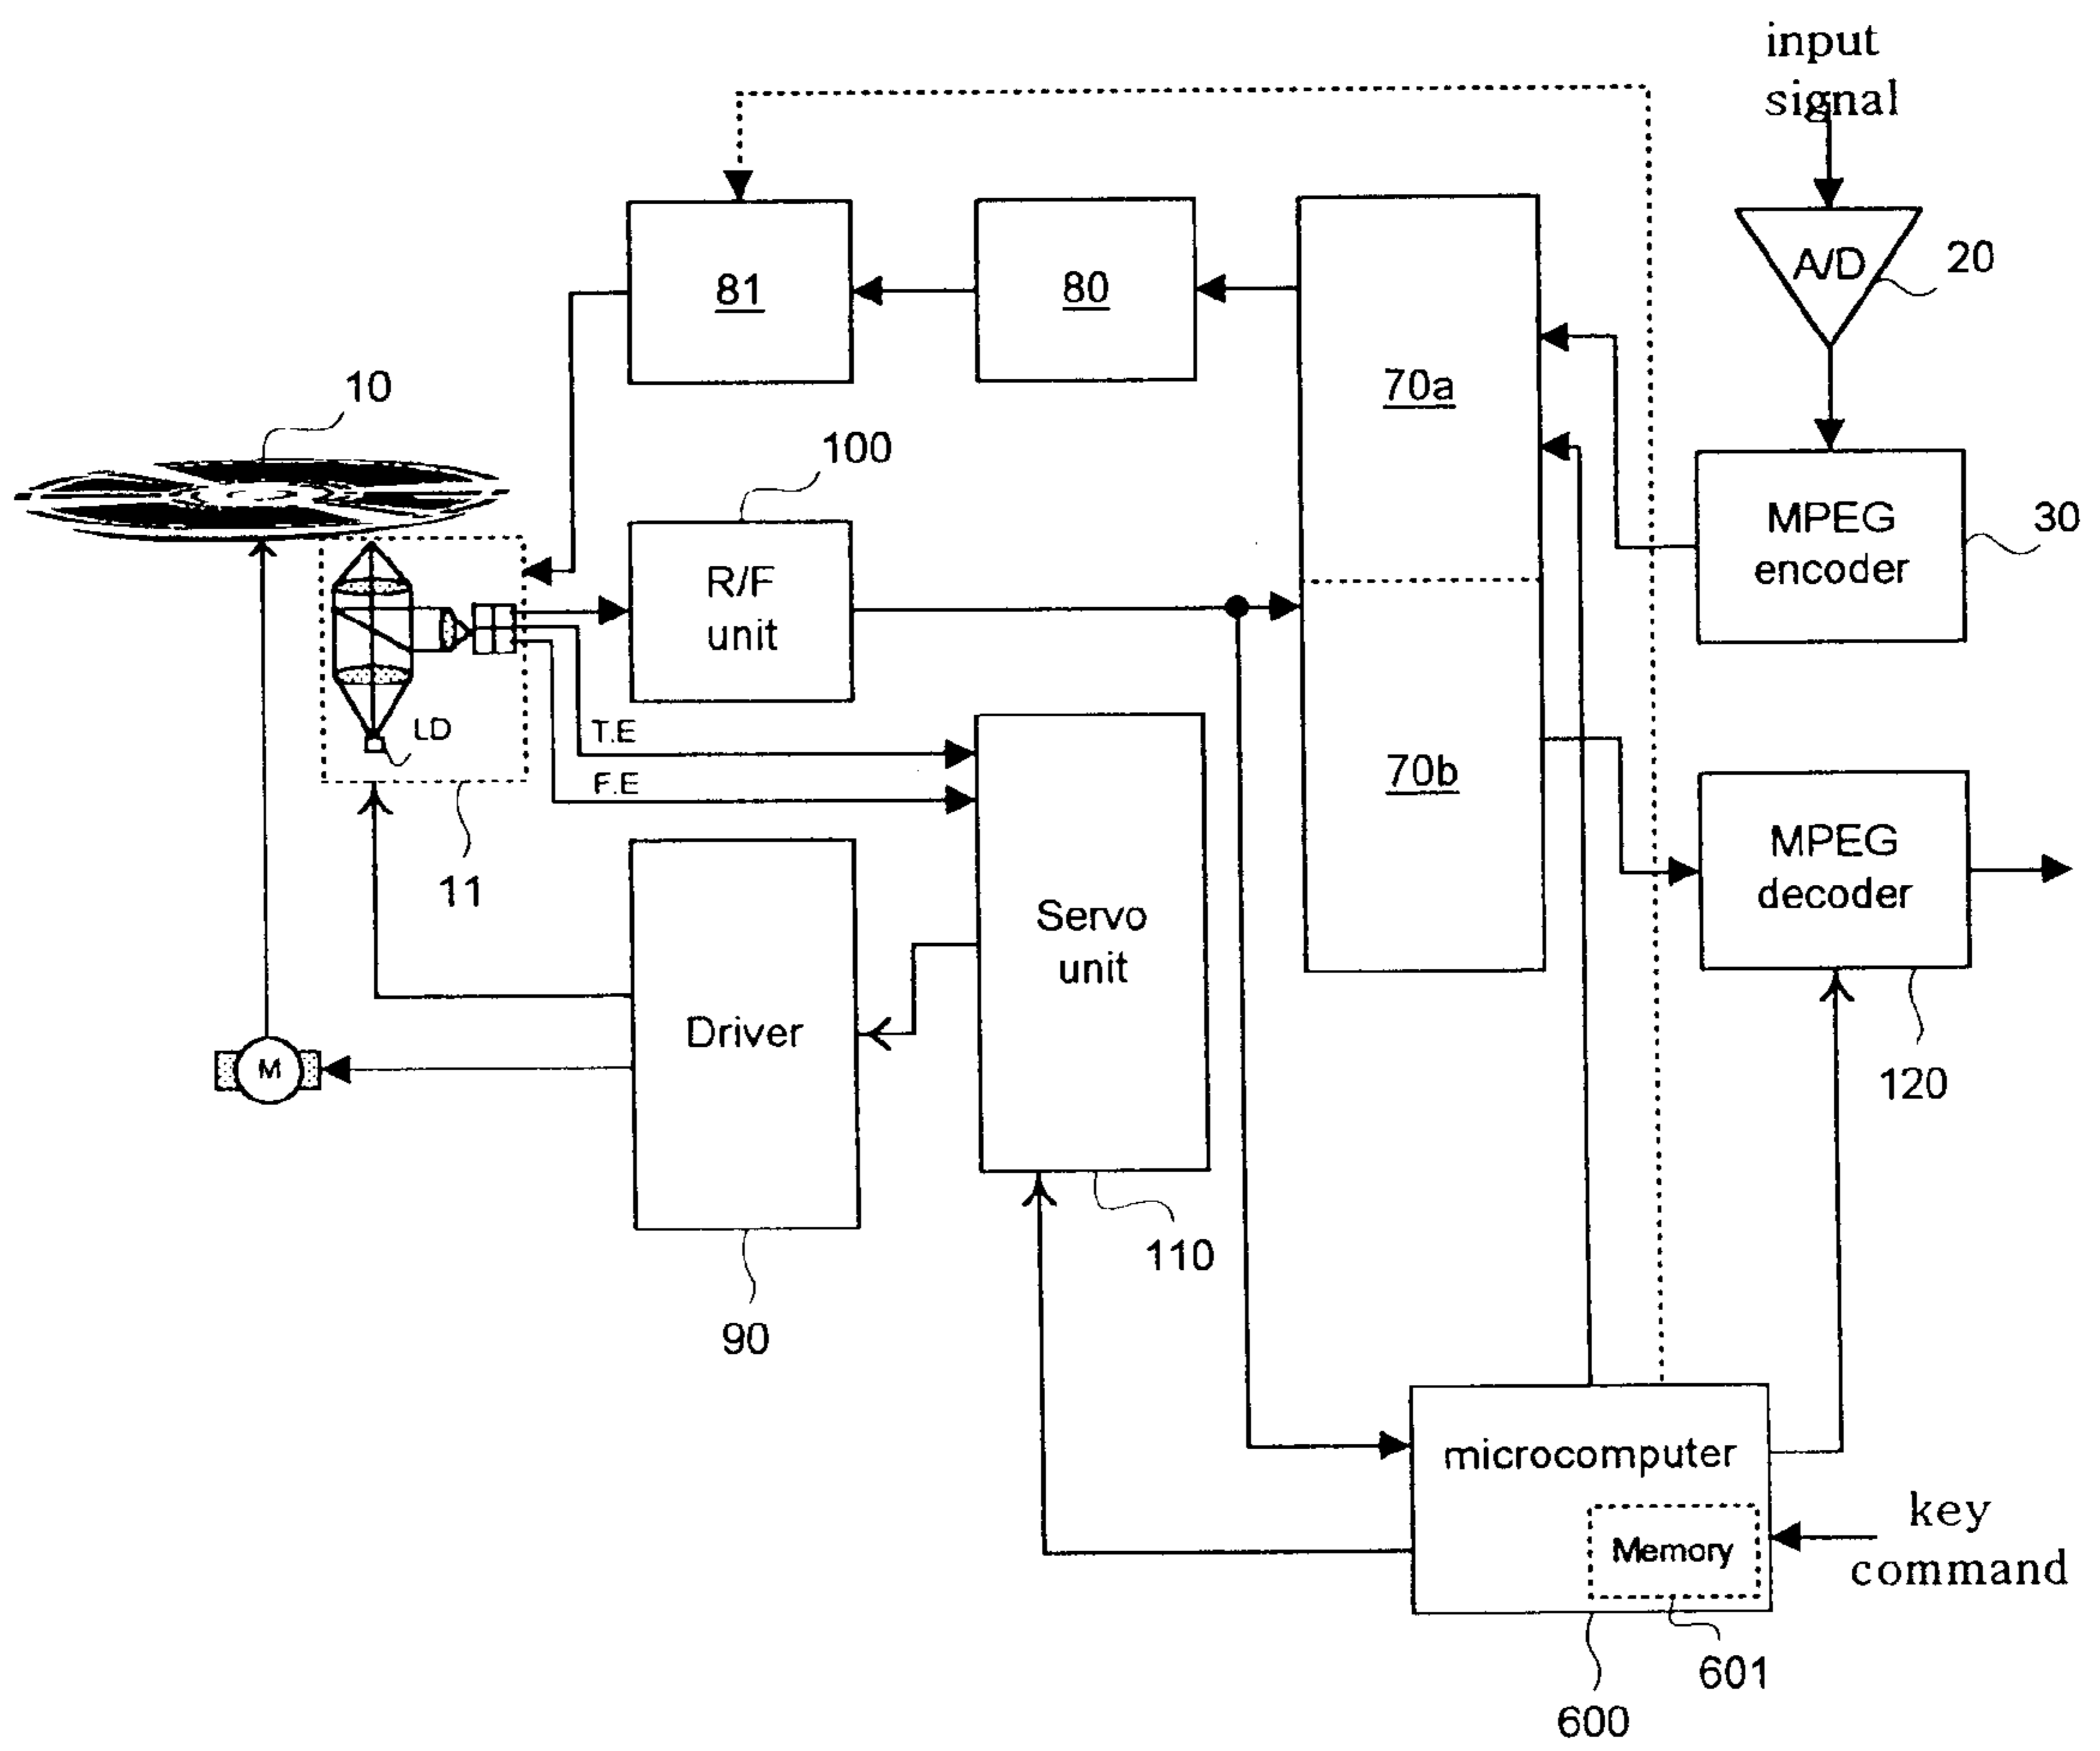 input
signal
A/D
20
81
80
70a
10
100
MPEG
encoder
30
R/F
unit
LD
T.E
F.E
70b
11
MPEG
decoder
Servo
unit
Driver
M
120
110
90
microcomputer
Memory
key
command
601
600